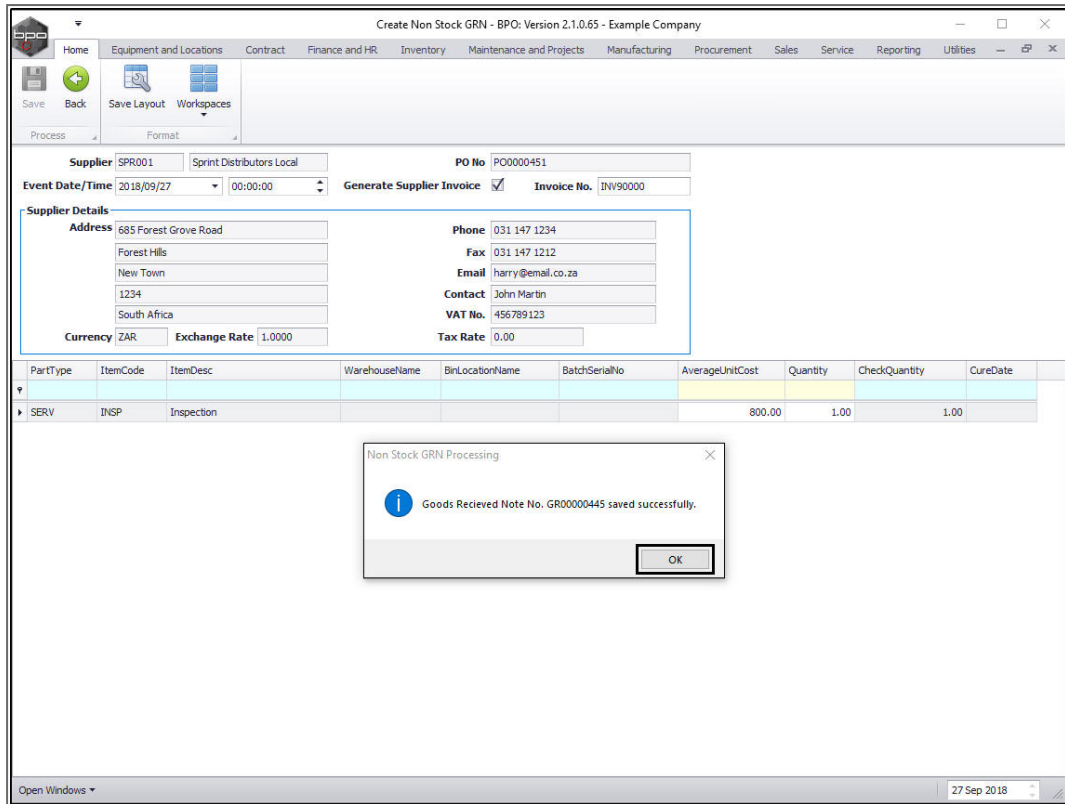 Create Non Stock GRN - BPO: Version 2.1.0.65 - Example Company
bpo
Home Equipment and Locations Contract Finance and HR Inventory Maintenance and Projects Manufacturing Procurement Sales Service Reporting Utilities
Save Back Save Layout Workspaces
Process Format
Supplier SPR001 Sprint Distributors Local PO No PO0000451
Event Date/Time 2018/09/27 00:00:00 Generate Supplier Invoice Invoice No. INV90000
Supplier Details
Address 685 Forest Grove Road Phone 031 147 1234
Forest Hills Fax 031 147 1212
New Town Email harry@email.co.za
1234 Contact John Martin
South Africa VAT No. 456789123
Currency ZAR Exchange Rate 1.0000 Tax Rate 0.00
PartType ItemCode ItemDesc WarehouseName BinLocationName BatchSerialNo AverageUnitCost Quantity CheckQuantity CureDate
SERV INSP Inspection 800.00 1.00 1.00
Non Stock GRN Processing
Goods Recieved Note No. GR00000445 saved successfully.
OK
Open Windows 27 Sep 2018